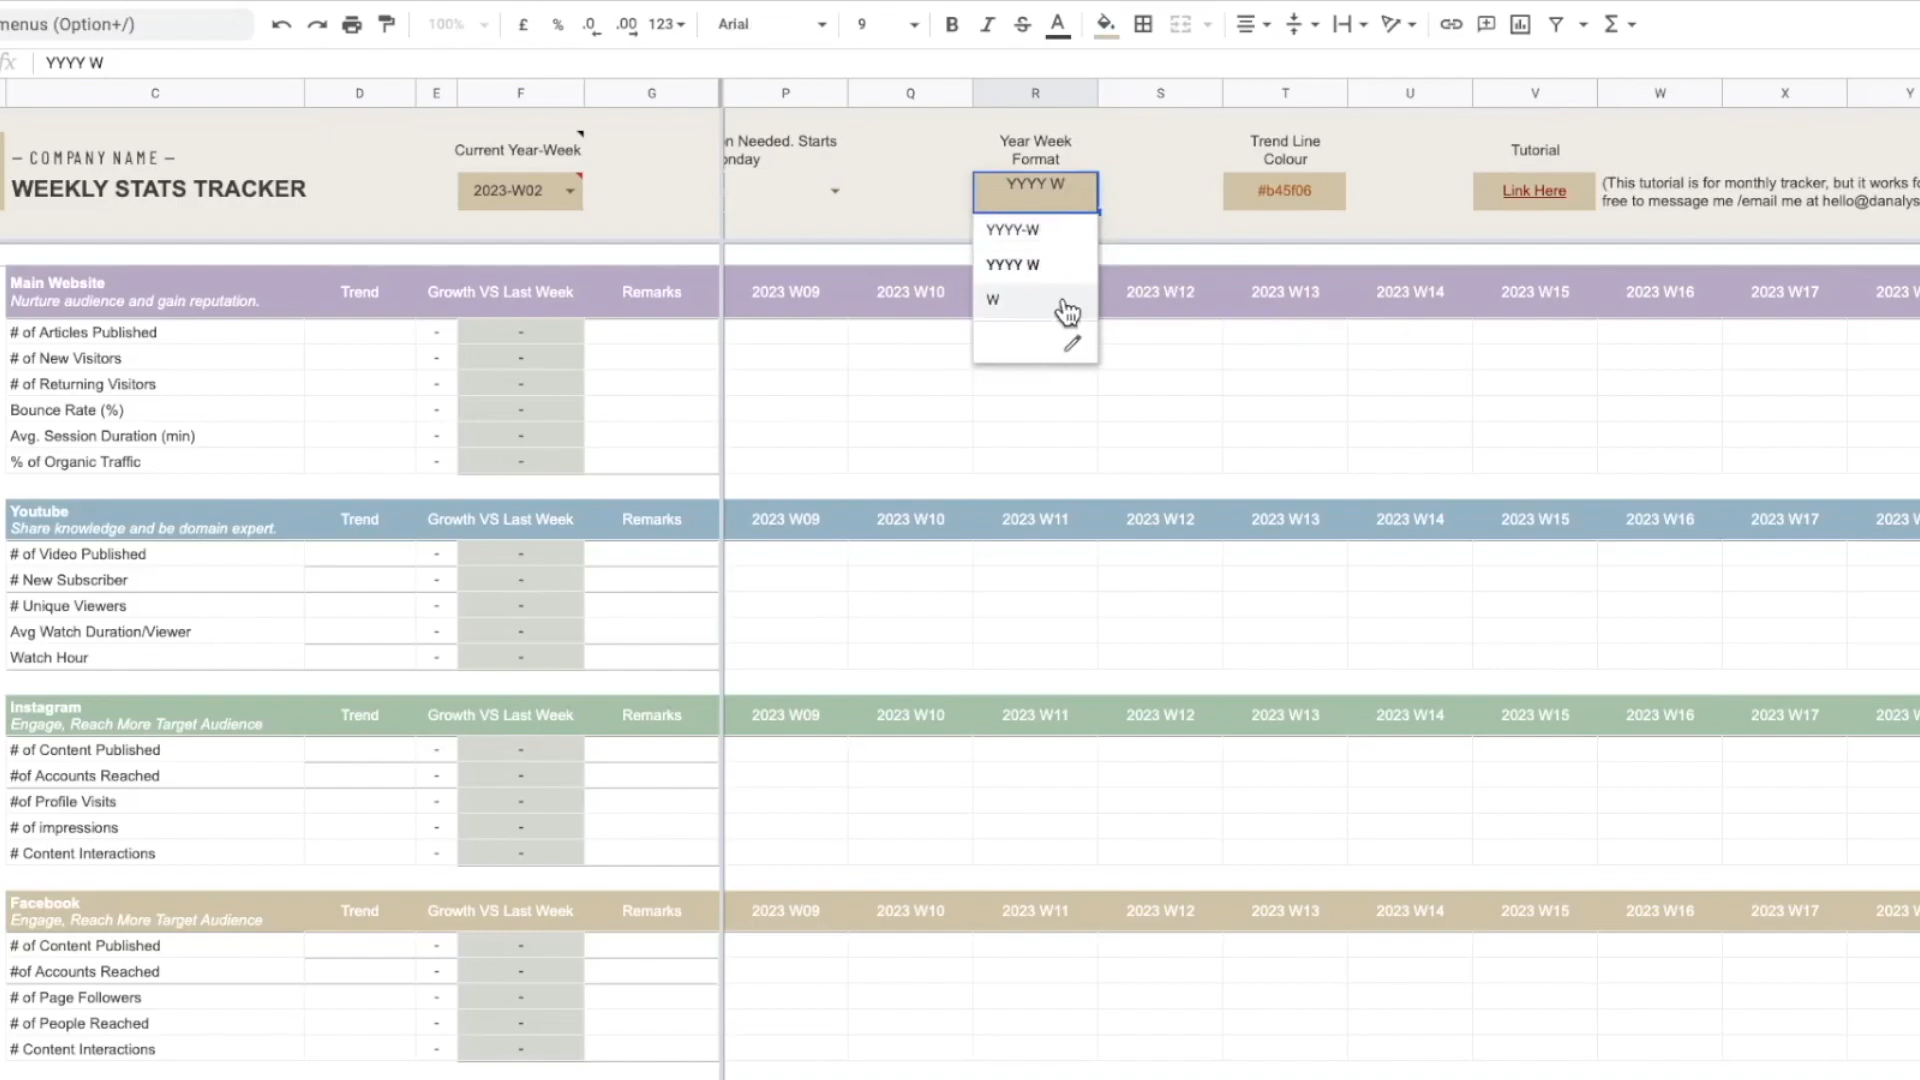 menus (Option+/)
100%
£ % .0 .00 123
Arial
9
B I S A
fx YYYY W
C D E F G P Q R S T U V W X Y
— COMPANY NAME —
WEEKLY STATS TRACKER
Current Year-Week
2023-W02
n Needed. Starts
onday
Year Week
Format
YYYY W
YYYY-W
YYYY W
W
Trend Line
Colour
#b45f06
Tutorial
Link Here
(This tutorial is for monthly tracker, but it works fo
free to message me /email me at hello@danalys
Main Website
Nurture audience and gain reputation.
Trend Growth VS Last Week Remarks 2023 W09 2023 W10 2023 W12 2023 W13 2023 W14 2023 W15 2023 W16 2023 W17 2023 W
# of Articles Published - -
# of New Visitors - -
# of Returning Visitors - -
Bounce Rate (%) - -
Avg. Session Duration (min) - -
% of Organic Traffic - -
Youtube
Share knowledge and be domain expert.
Trend Growth VS Last Week Remarks 2023 W09 2023 W10 2023 W11 2023 W12 2023 W13 2023 W14 2023 W15 2023 W16 2023 W17 2023 W
# of Video Published - -
# New Subscriber - -
# Unique Viewers - -
Avg Watch Duration/Viewer - -
Watch Hour - -
Instagram
Engage, Reach More Target Audience
Trend Growth VS Last Week Remarks 2023 W09 2023 W10 2023 W11 2023 W12 2023 W13 2023 W14 2023 W15 2023 W16 2023 W17 2023 W
# of Content Published - -
#of Accounts Reached - -
#of Profile Visits - -
# of impressions - -
# Content Interactions - -
Facebook
Engage, Reach More Target Audience
Trend Growth VS Last Week Remarks 2023 W09 2023 W10 2023 W11 2023 W12 2023 W13 2023 W14 2023 W15 2023 W16 2023 W17 2023 W
# of Content Published - -
#of Accounts Reached - -
# of Page Followers - -
# of People Reached - -
# Content Interactions - -